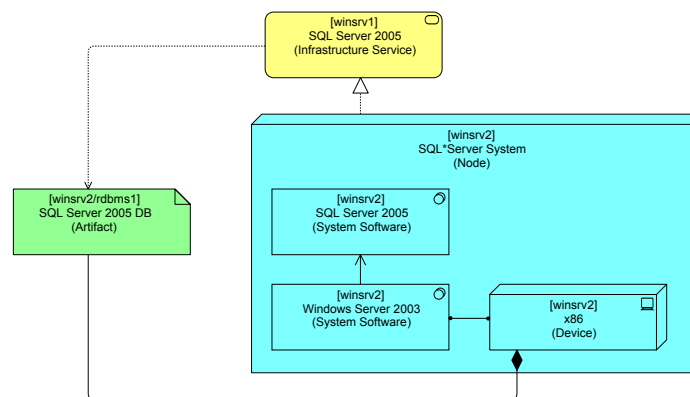 [winsrv1]
SQL Server 2005
(Infrastructure Service)
[winsrv2]
SQL*Server System
(Node)
[winsrv2/rdbms1]
SQL Server 2005 DB
(Artifact)
[winsrv2]
SQL Server 2005
(System Software)
[winsrv2]
Windows Server 2003
(System Software)
[winsrv2]
x86
(Device)